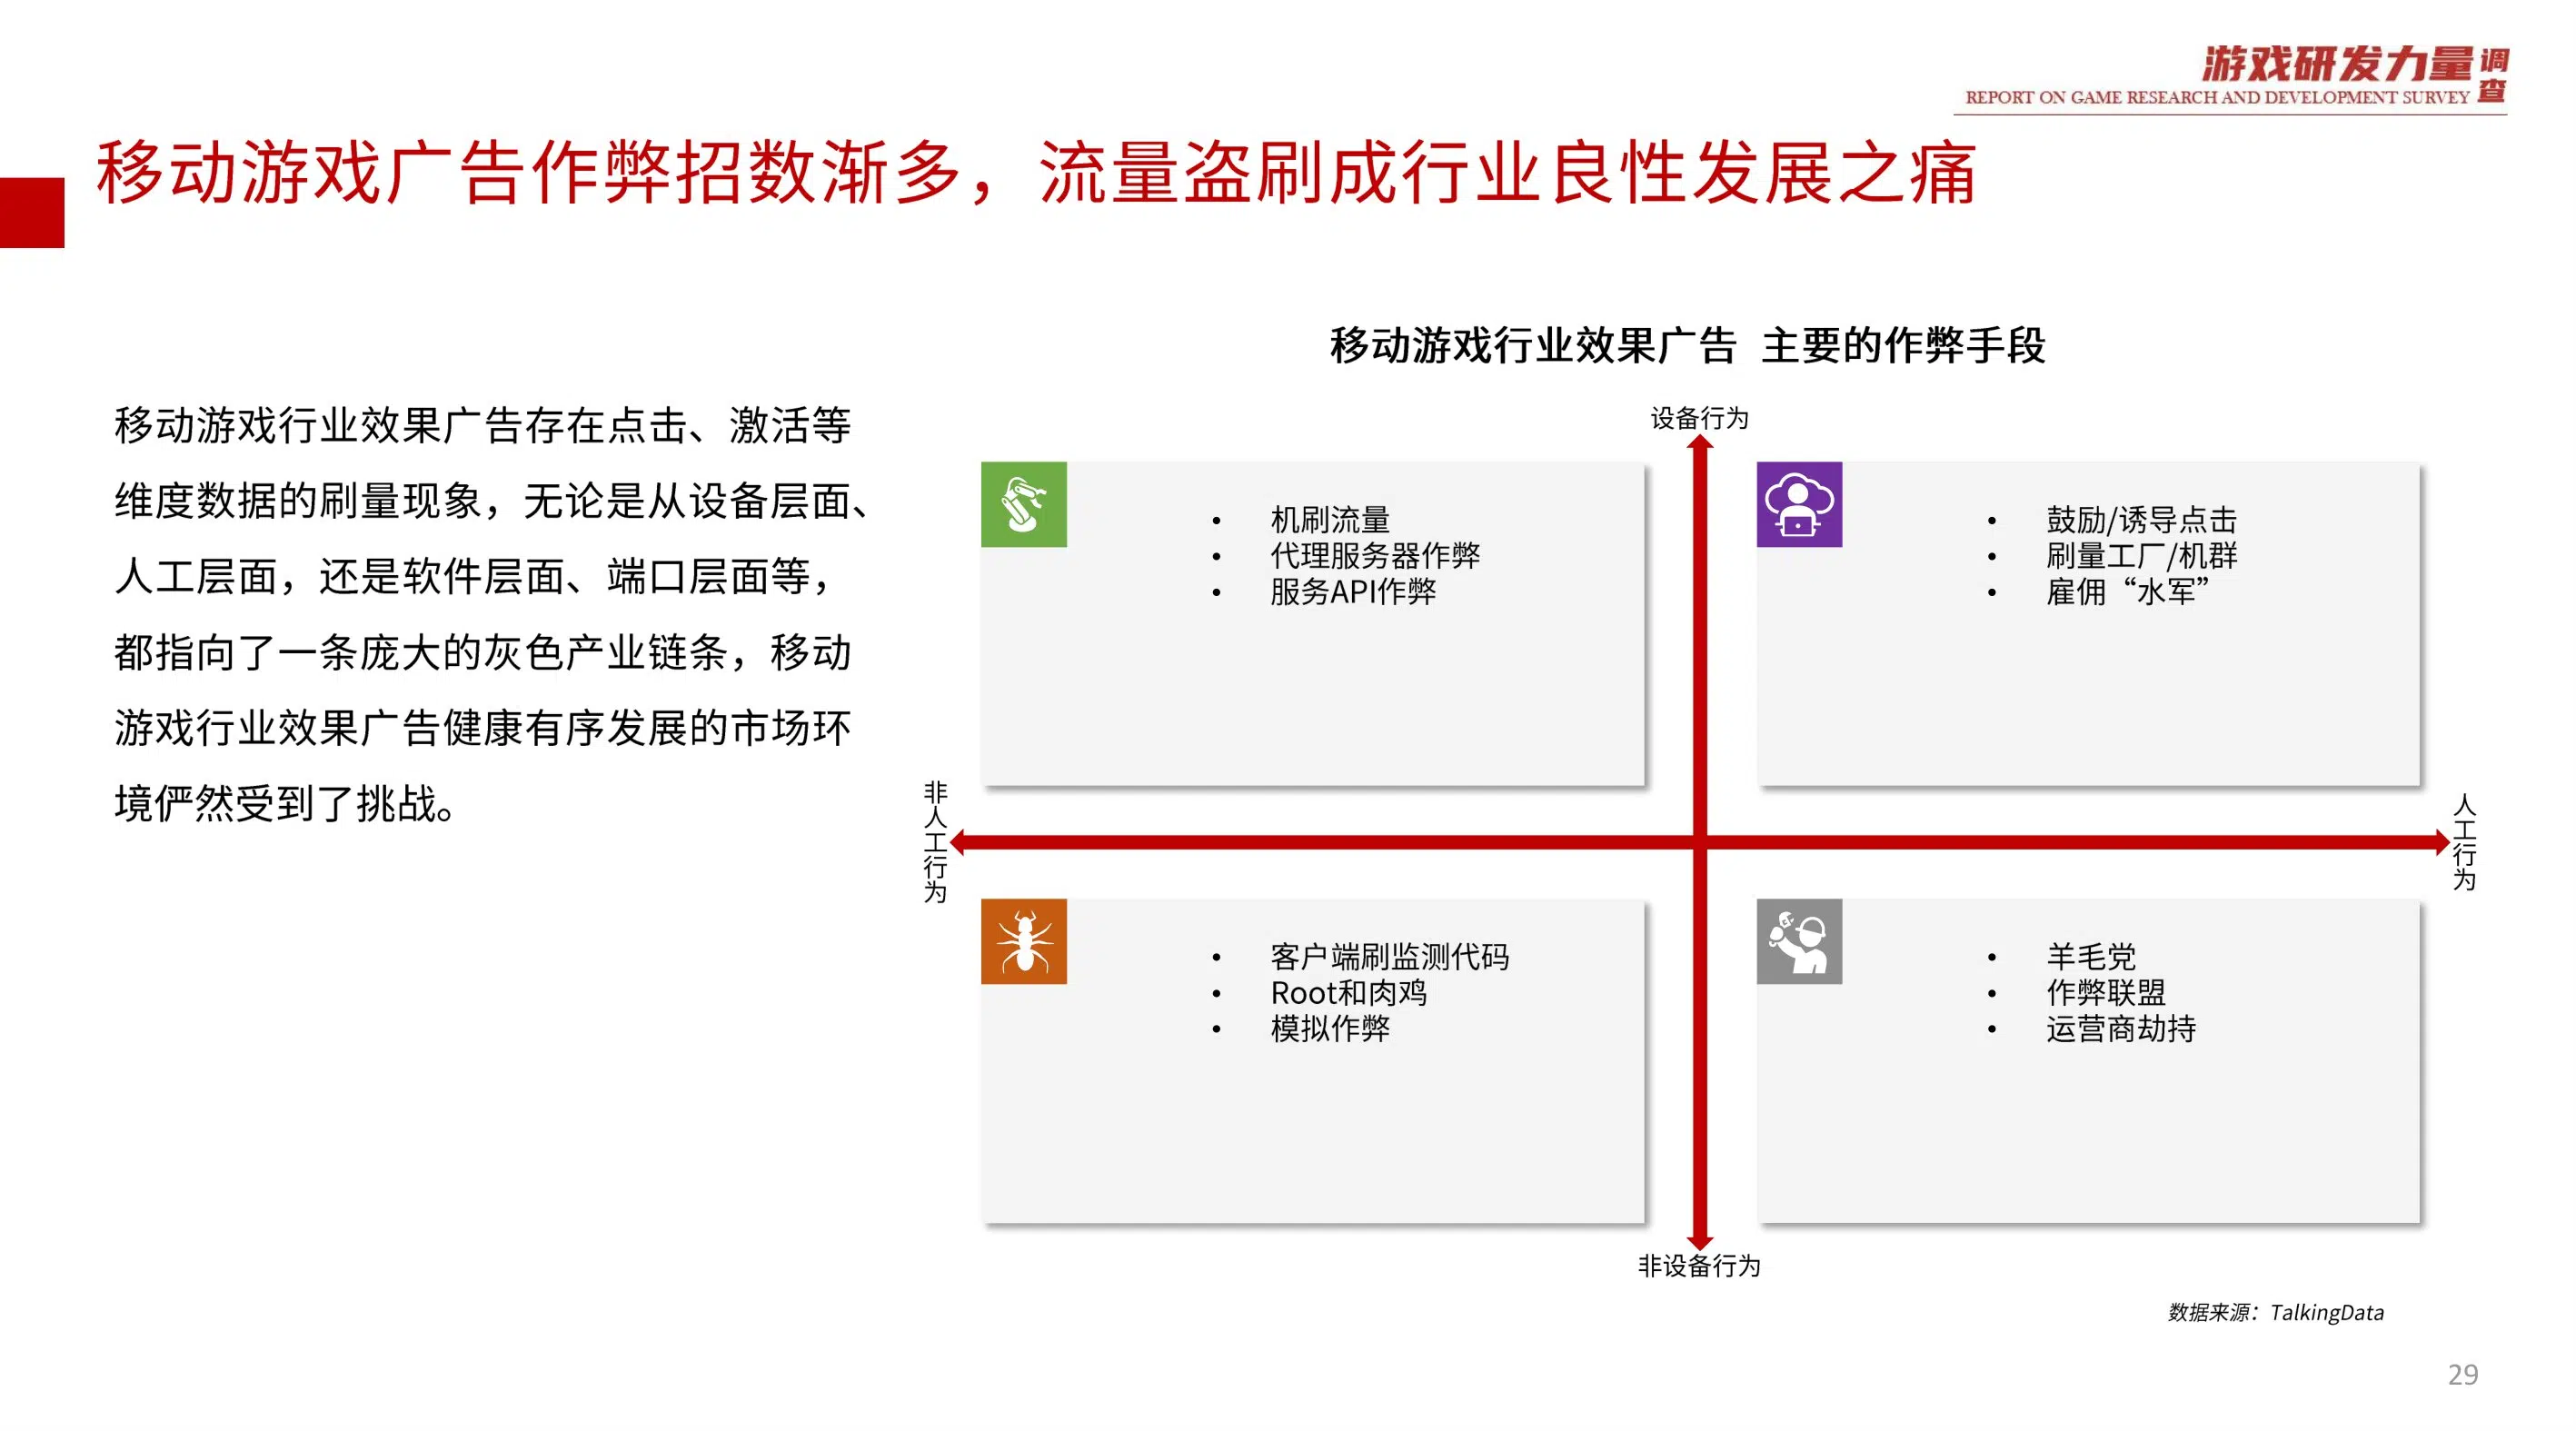 游戏研发力量调查
REPORT ON GAME RESEARCH AND DEVELOPMENT SURVEY
移动游戏广告作弊招数渐多，流量盗刷成行业良性发展之痛
移动游戏行业效果广告存在点击、激活等
维度数据的刷量现象，无论是从设备层面、
人工层面，还是软件层面、端口层面等，
都指向了一条庞大的灰色产业链条，移动
游戏行业效果广告健康有序发展的市场环
境俨然受到了挑战。
移动游戏行业效果广告 主要的作弊手段
设备行为
• 机刷流量
• 代理服务器作弊
• 服务API作弊
• 鼓励/诱导点击
• 刷量工厂/机群
• 雇佣“水军”
非人工行为
人工行为
• 客户端刷监测代码
• Root和肉鸡
• 模拟作弊
• 羊毛党
• 作弊联盟
• 运营商劫持
非设备行为
数据来源：TalkingData
29